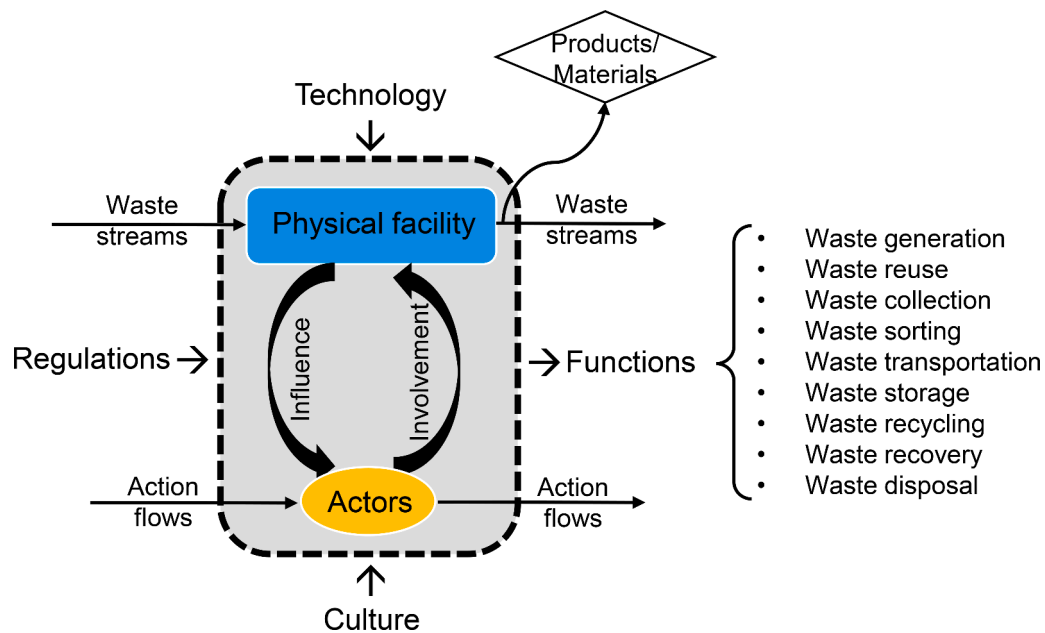 Products/
Materials
Technology
Waste
streams
Physical facility
Waste
streams
Influence
Involvement
Regulations
Functions
• Waste generation
• Waste reuse
• Waste collection
• Waste sorting
• Waste transportation
• Waste storage
• Waste recycling
• Waste recovery
• Waste disposal
Action
flows
Actors
Action
flows
Culture